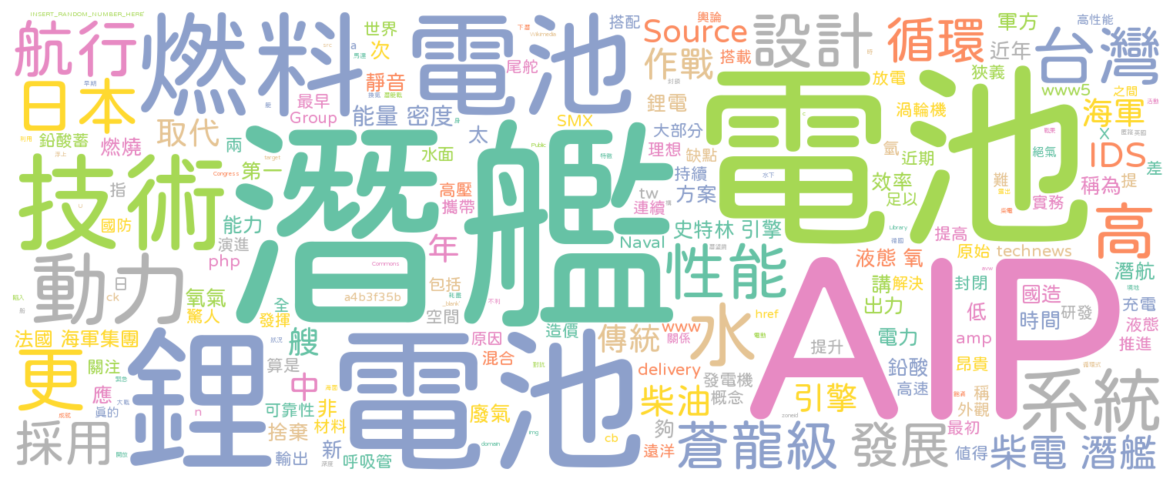 INSERT_RANDOM_NUMBER_HERE
航行
燃料 電池
搭配
輿論
Source
搭載
設計
循環
軍方
高性能
近年
台灣
世界
次 a
靜音
尾舵
作戰
放電
狹義
www5
之間
海軍
日本
最早
Group
能量 密度
太
SMX
鋰電
渦輪機
電池
X
IDS
差
鉛酸蓄
燃燒
取代
兩
第一
水面
大部分
理想
缺點
氫
近期
絕氣
稱為
提
技術
指
潛艦
高壓
攜帶
持續
方案
tw
連續
效率
足以
難
實務
高
國防
能力
演進
年
Naval
史特林 引擎
提高
原始
technews
php
液態 氧
動力
日
ck
氧氣
驚人
全
發揮
a4b3f35b
包括
空間
性能
AIP
講
解決
封閉
潛航
出力
低
國造
研發
充電
時間
液態
推進
法國 海軍集團
艘
造價
原因
傳統
www
關係
水
href
提升
電力
amp
更
關注
應
鋰 電池
算是
中
混合
delivery
發電機
概念
鉛酸
高速
昂貴
系統
稱
外觀
採用
可靠性
捨棄
非
材料
廢氣
柴油
引擎
最初
真的
n
輸出
新
呼吸管
cb
夠
遠洋
蒼龍級
發展
值得
柴電 潛艦